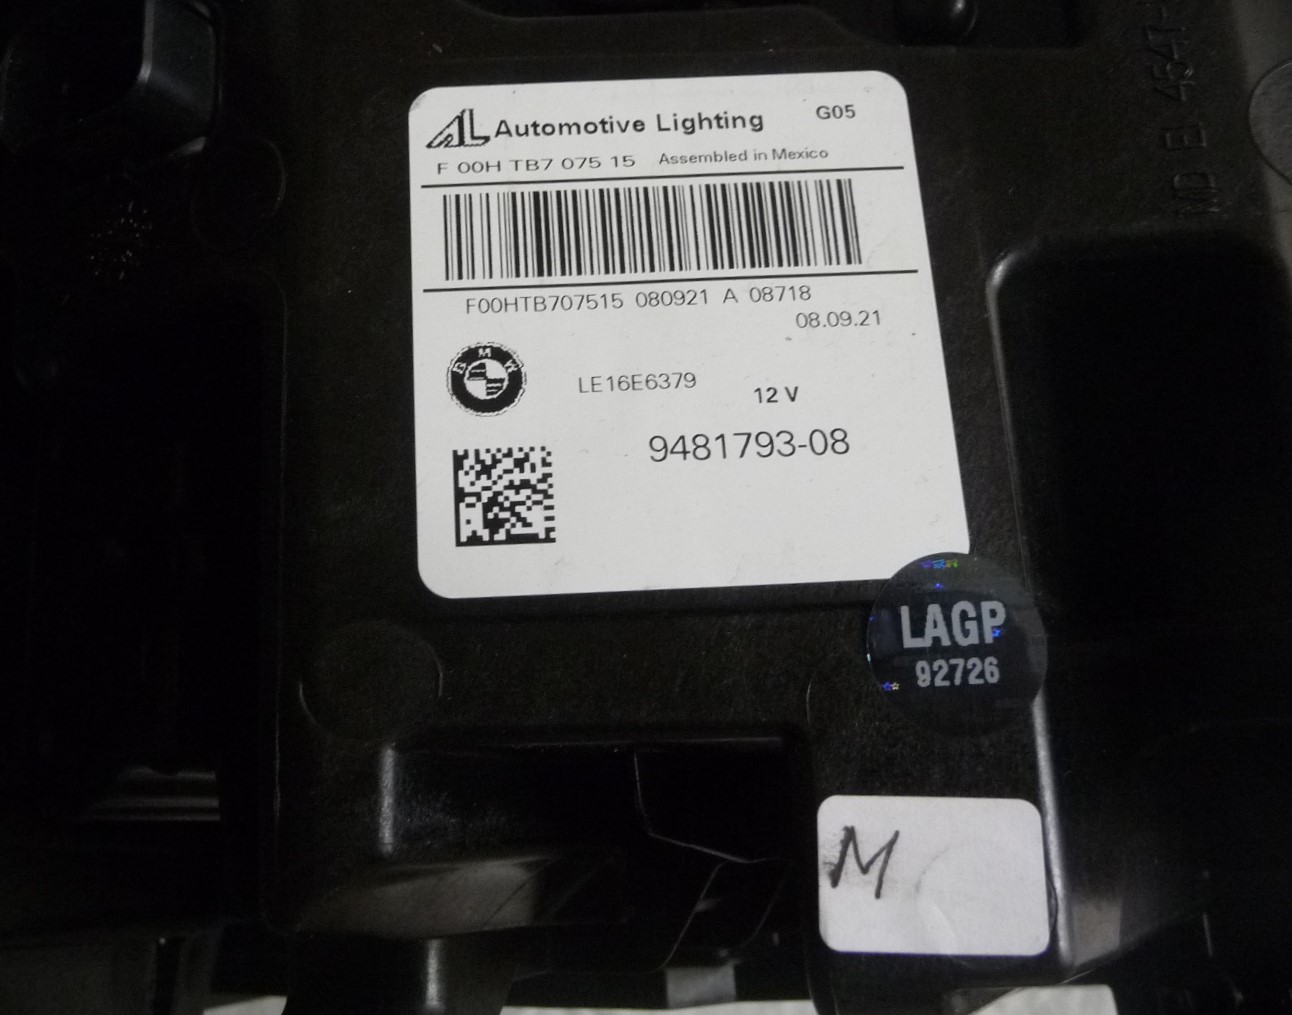 AL Automotive Lighting G05
F 00H TB7 075 15 Assembled in Mexico
F00HTB707515 080921 A 08718
08.09.21
BMW
LE16E6379 12 V
9481793-08
LAGP
92726
M